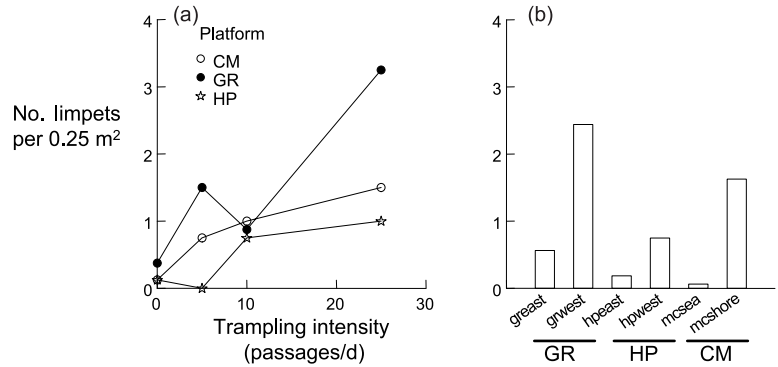 (a)
Platform
CM
GR
HP
No. limpets
per 0.25 m²
4
3
2
1
0
0 10 20 30
Trampling intensity
(passages/d)
(b)
4
3
2
1
0
greast grwest hpeast hpwest mcsea mcshore
GR HP CM